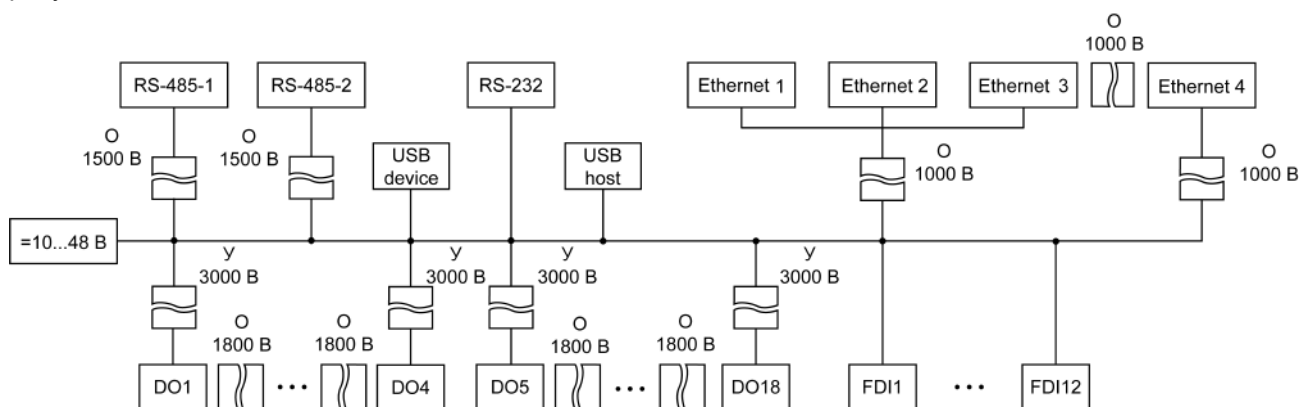 О
1000 В
RS-485-1
RS-485-2
RS-232
Ethernet 1
Ethernet 2
Ethernet 3
Ethernet 4
О
1500 В
О
1500 В
USB
device
USB
host
О
1000 В
О
1000 В
=10...48 В
У
3000 В
У
3000 В
У
3000 В
У
3000 В
О
1800 В
О
1800 В
О
1800 В
О
1800 В
DO1
...
DO4
DO5
...
DO18
FDI1
...
FDI12